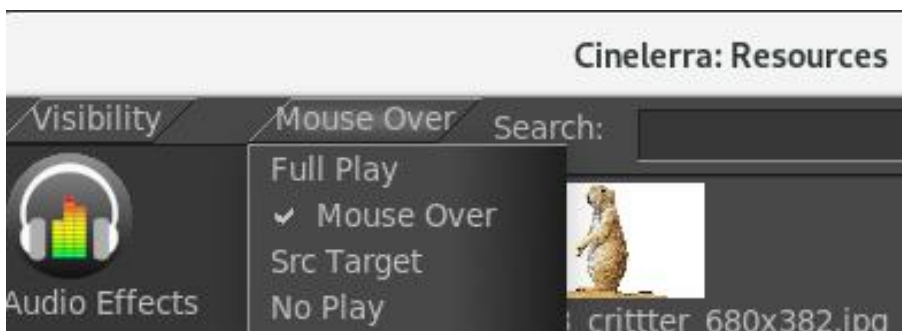 Cinelerra: Resources
Visibility
Mouse Over
Search:
Full Play
Mouse Over
Src Target
No Play
Audio Effects
crittter_680x382.jpg